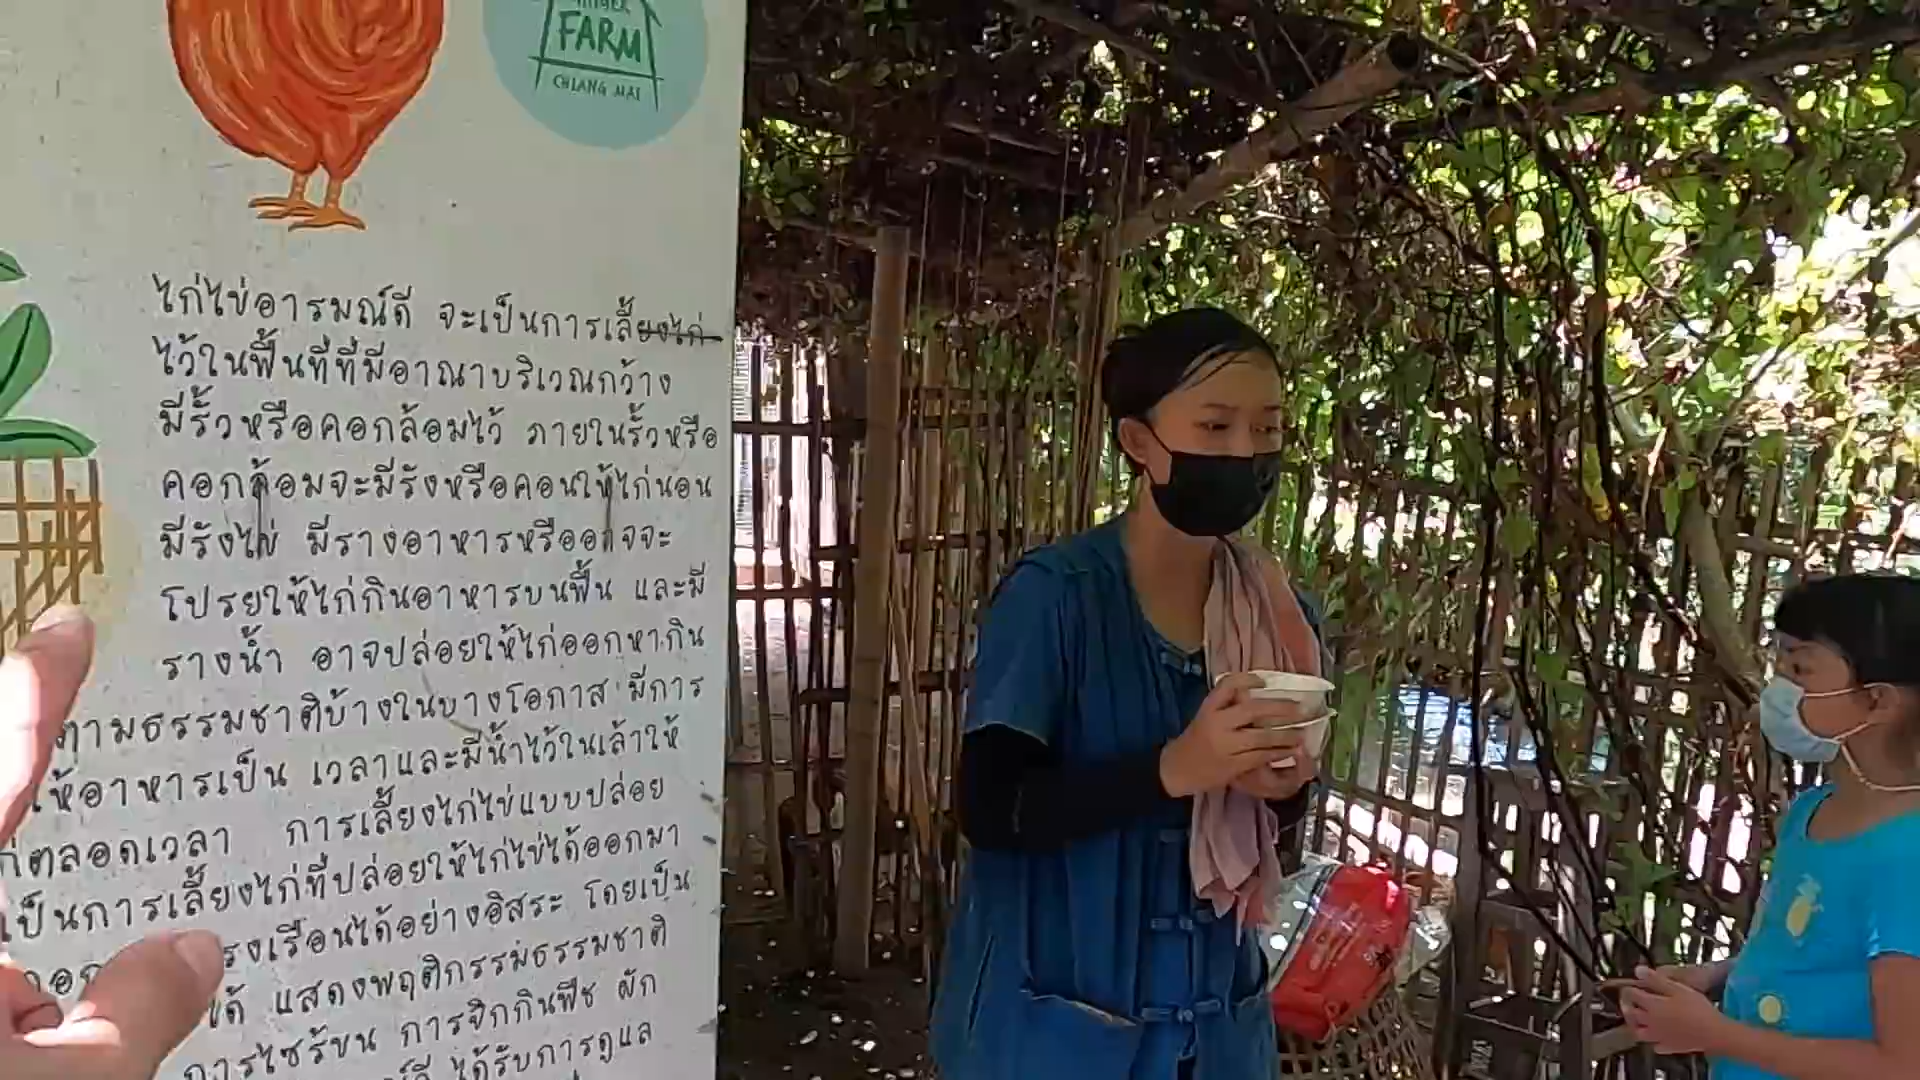 FARM
CHIANG MAI
ไก่ไข่อารมณ์ดี จะเป็นการเลี้ยงไก่
ไว้ในพื้นที่ที่มีอาณาบริเวณกว้าง
มีรั้วหรือคอกล้อมไว้ ภายในรั้วหรือ
คอกล้อมจะมีรังหรือคอนให้ไก่นอน
มีรังไข่ มีรางอาหารหรืออาจจะ
โปรยให้ไก่กินอาหารบนพื้น และมี
รางน้ำ อาจปล่อยให้ไก่ออกหากิน
ตามธรรมชาติบ้างในบางโอกาส มีการ
ให้อาหารเป็น เวลาและมีน้ำไว้ในเล้าให้
ตลอดเวลา การเลี้ยงไก่ไข่แบบปล่อย
เป็นการเลี้ยงไก่ที่ปล่อยให้ไก่ไข่ได้ออกมา
โรงเรือนได้อย่างอิสระ โดยเป็น
ได้ แสดงพฤติกรรมธรรมชาติ
การไซร้ขน การจิกกินพืช ผัก
ได้รับการดูแล